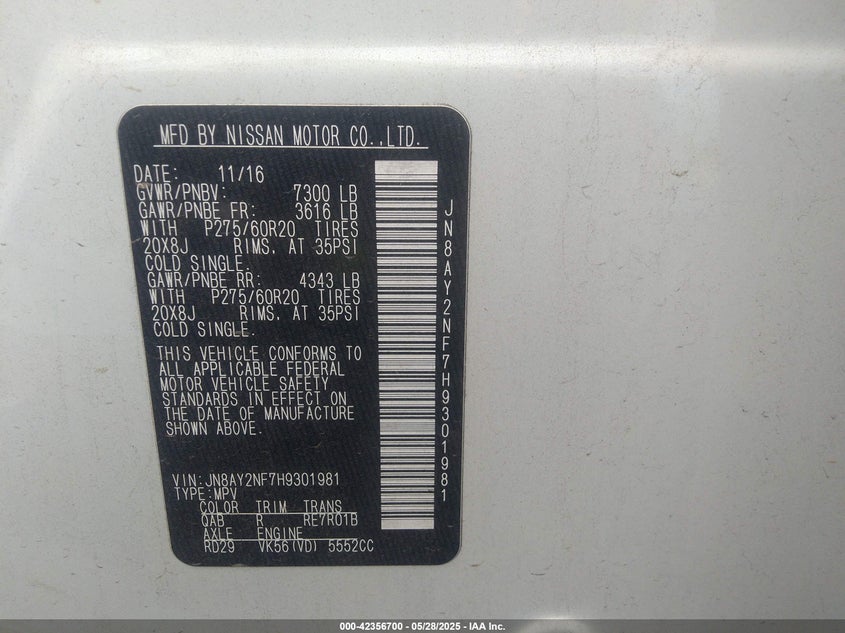 MFD BY NISSAN MOTOR CO.,LTD.
DATE: 11/16
GVWR/PNBV: 7300 LB
GAWR/PNBE FR: 3616 LB
WITH P275/60R20 TIRES
20X8J RIMS, AT 35PSI
COLD SINGLE.
GAWR/PNBE RR: 4343 LB
WITH P275/60R20 TIRES
20X8J RIMS, AT 35PSI
COLD SINGLE.
THIS VEHICLE CONFORMS TO
ALL APPLICABLE FEDERAL
MOTOR VEHICLE SAFETY
STANDARDS IN EFFECT ON
THE DATE OF MANUFACTURE
SHOWN ABOVE.
VIN:JN8AY2NF7H9301981
TYPE:MPV
COLOR TRIM TRANS
QAB R RE7R01B
AXLE ENGINE
RD29 VK56(VD) 5552CC
JN8AY2NF7H9301981
000-42356700 - 05/28/2025 - IAA Inc.